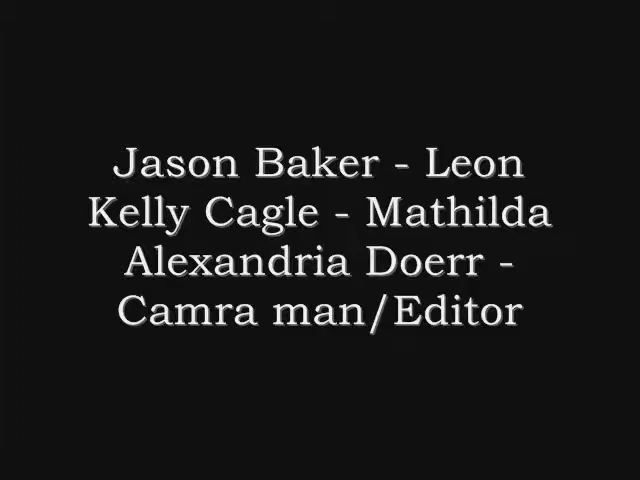 Jason Baker - Leon
Kelly Cagle - Mathilda
Alexandria Doerr -
Camra man/Editor